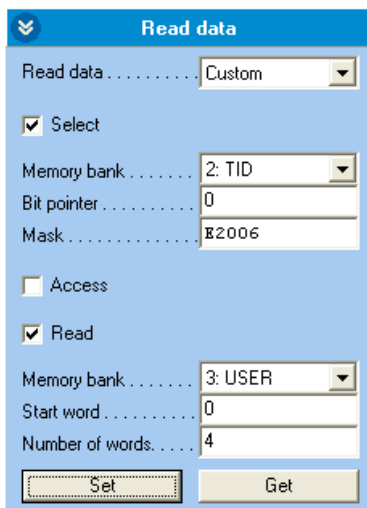 Read data
Read data . . . . . . . . . . Custom
Select
Memory bank . . . . . . . 2: TID
Bit pointer . . . . . . . . . . 0
Mask . . . . . . . . . . . . . . E2006
Access
Read
Memory bank . . . . . . . 3: USER
Start word . . . . . . . . . . 0
Number of words. . . . . 4
Set Get